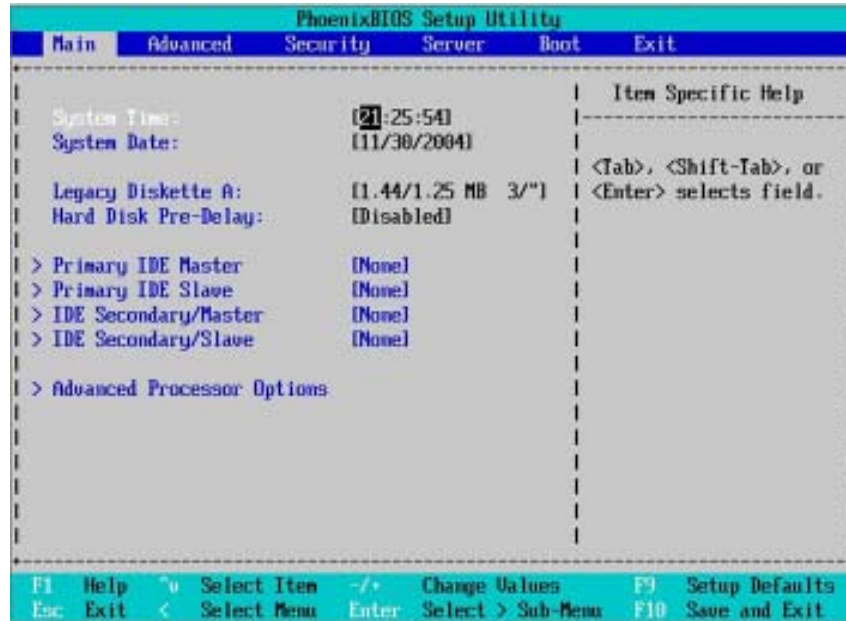 PhoenixBIOS Setup Utility
Main Advanced Security Server Boot Exit
Item Specific Help
System Time: [21:25:54]
System Date: [11/30/2004]
<Tab>, <Shift-Tab>, or
<Enter> selects field.
Legacy Diskette A: [1.44/1.25 MB 3/"]
Hard Disk Pre-Delay: [Disabled]
> Primary IDE Master [None]
> Primary IDE Slave [None]
> IDE Secondary/Master [None]
> IDE Secondary/Slave [None]
> Advanced Processor Options
F1 Help ^v Select Item -/+ Change Values F9 Setup Defaults
Esc Exit < Select Menu Enter Select > Sub-Menu F10 Save and Exit